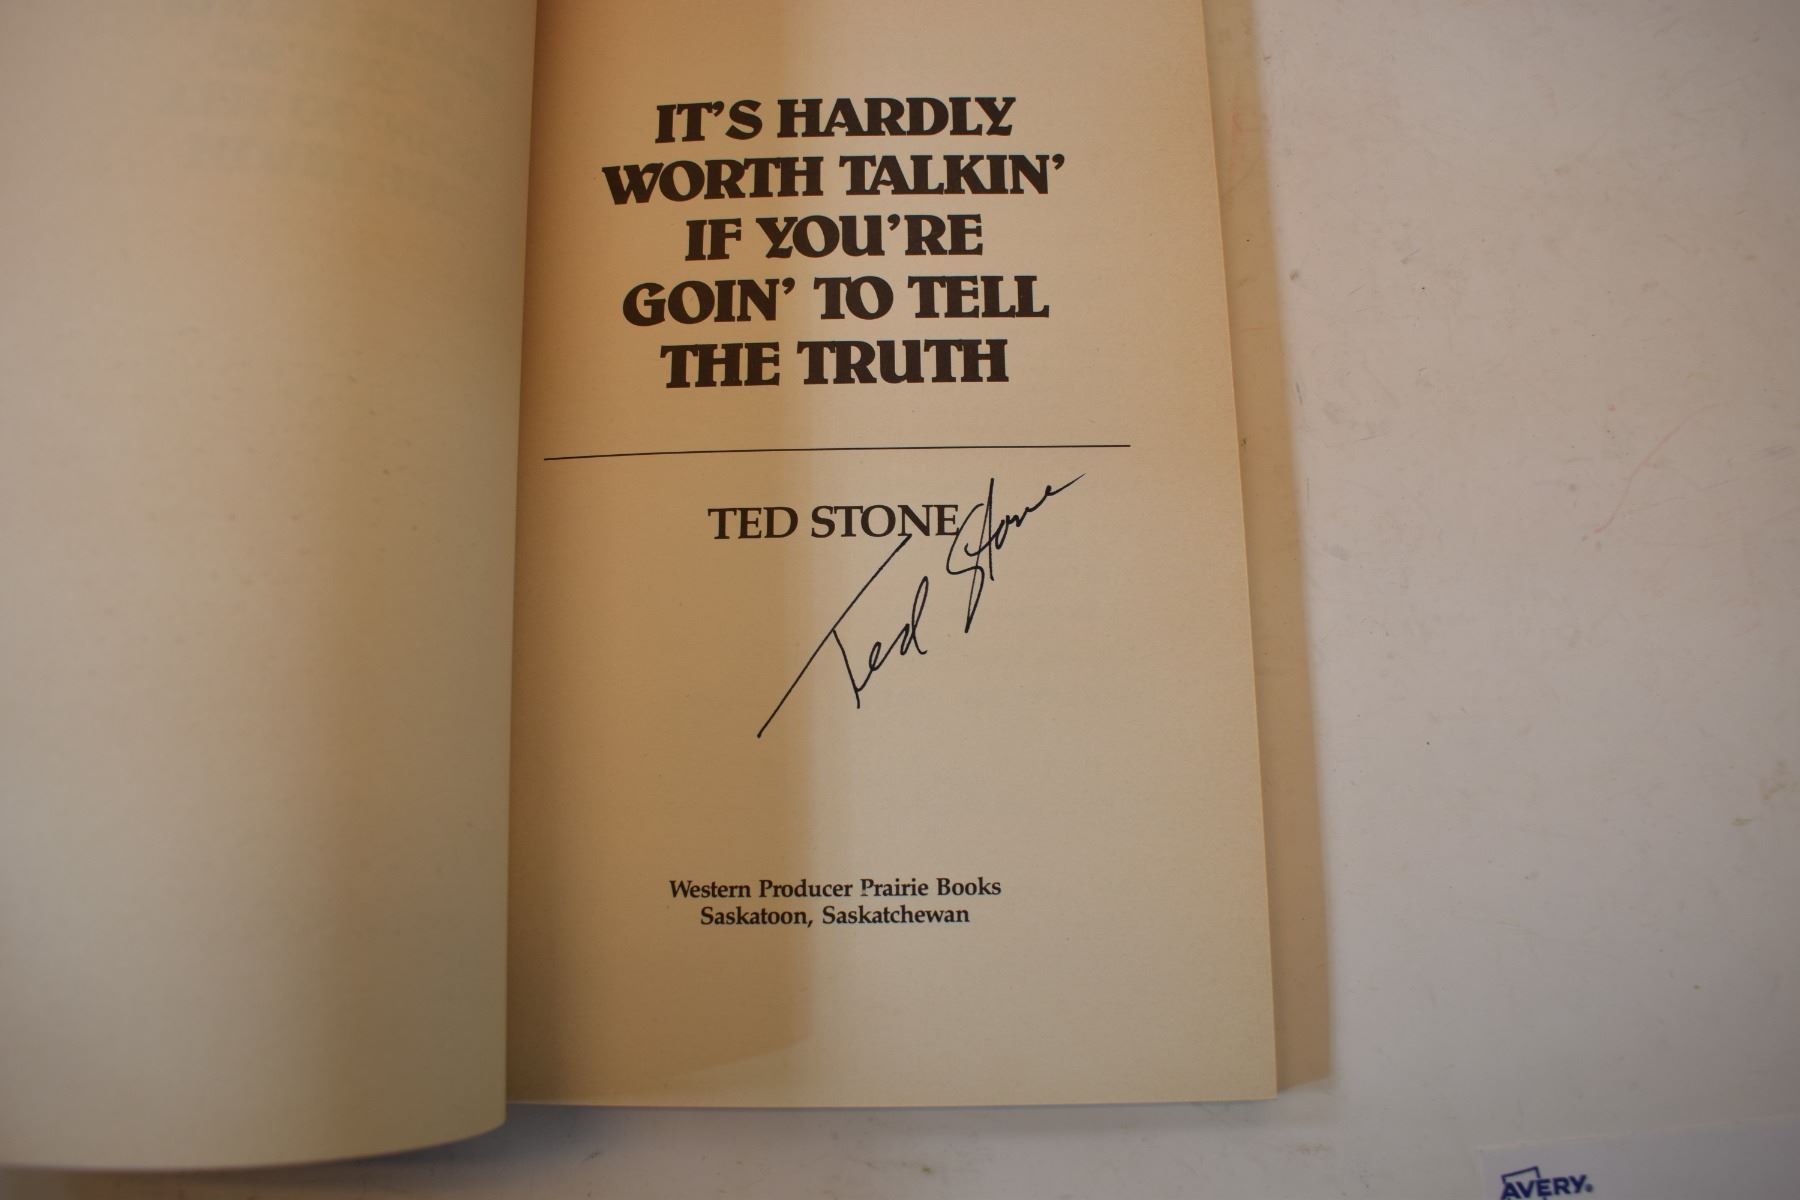 IT'S HARDLY
WORTH TALKIN'
IF YOU'RE
GOIN' TO TELL
THE TRUTH
TED STONE
Ted Stone
Western Producer Prairie Books
Saskatoon, Saskatchewan
AVERY®